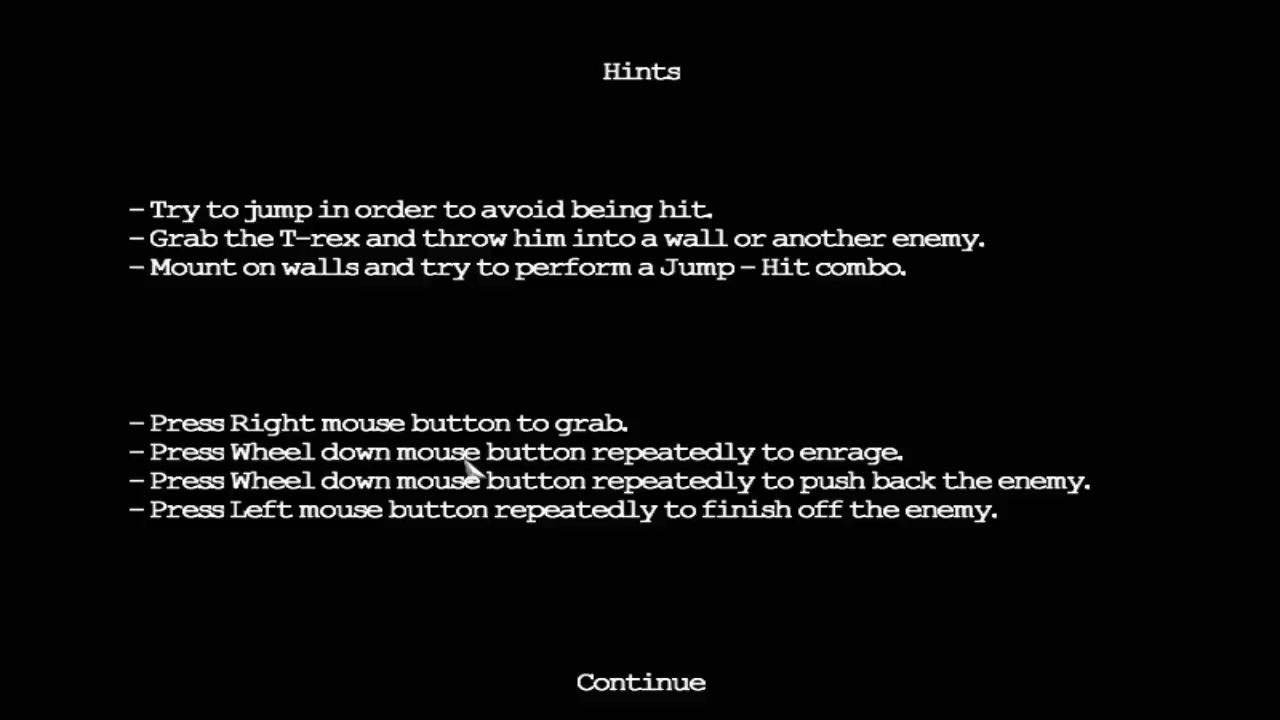 Hints
- Try to jump in order to avoid being hit.
- Grab the T-rex and throw him into a wall or another enemy.
- Mount on walls and try to perform a Jump - Hit combo.
- Press Right mouse button to grab.
- Press Wheel down mouse button repeatedly to enrage.
- Press Wheel down mouse button repeatedly to push back the enemy.
- Press Left mouse button repeatedly to finish off the enemy.
Continue